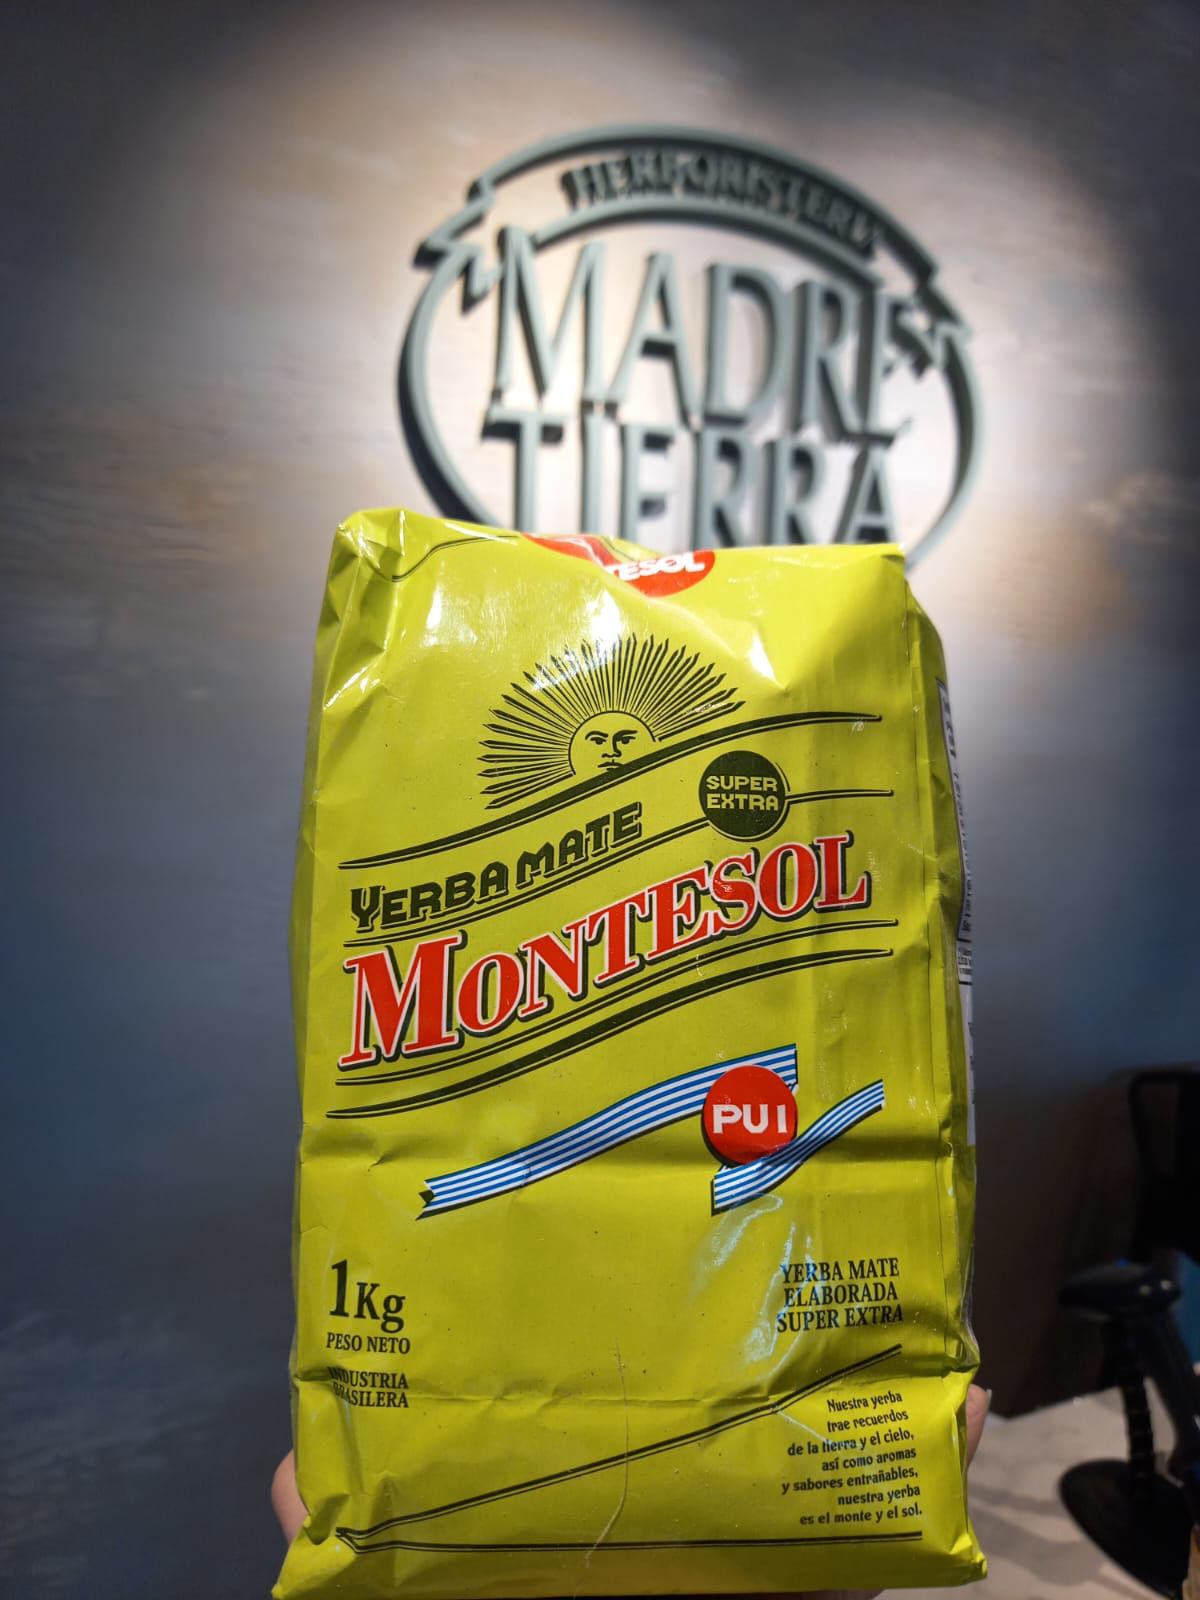 HERBORISTERÍA
MADRE
TIERRA
TESOL
SUPER
EXTRA
YERBA MATE
MONTESOL
PUI
1Kg
PESO NETO
INDUSTRIA
BRASILERA
YERBA MATE
ELABORADA
SUPER EXTRA
Nuestra yerba
trae recuerdos
de la tierra y el cielo,
así como aromas
y sabores entrañables,
nuestra yerba
es el monte y el sol.